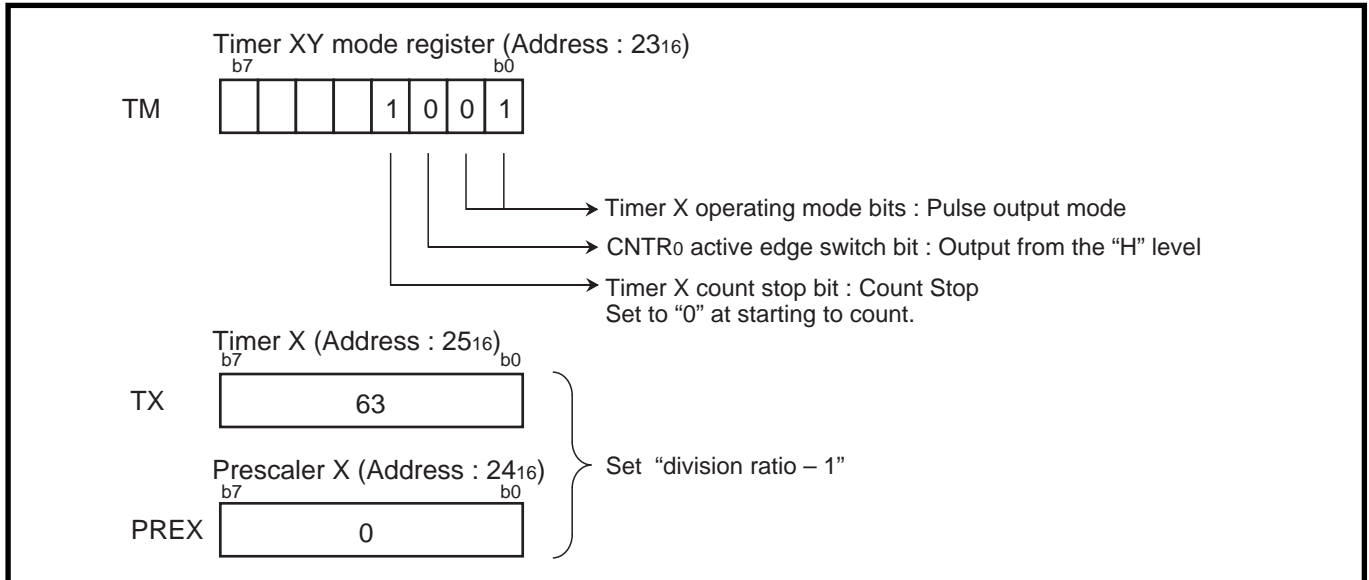 Timer XY mode register (Address : 2316)
b7 b0
TM 1 0 0 1
Timer X operating mode bits : Pulse output mode
CNTR0 active edge switch bit : Output from the “H” level
Timer X count stop bit : Count Stop
Set to “0” at starting to count.
Timer X (Address : 2516)
b7 b0
TX 63
Set “division ratio – 1”
Prescaler X (Address : 2416)
b7 b0
PREX 0